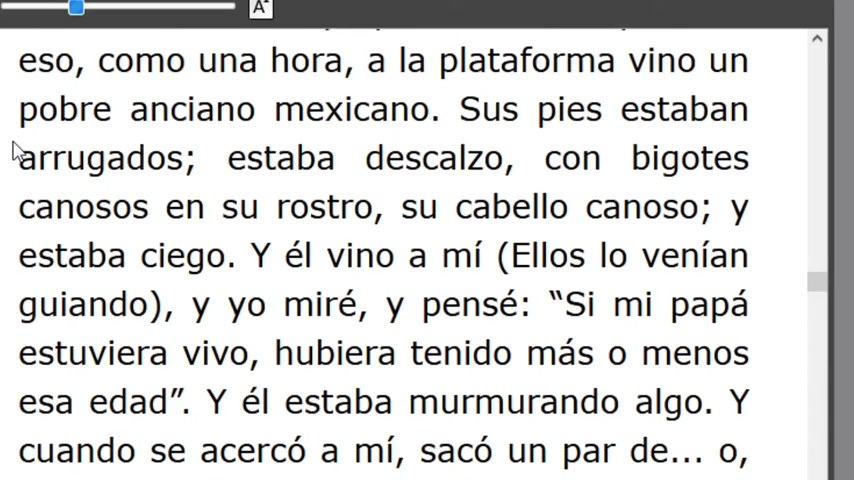 A
eso, como una hora, a la plataforma vino un
pobre anciano mexicano. Sus pies estaban
arrugados; estaba descalzo, con bigotes
canosos en su rostro, su cabello canoso; y
estaba ciego. Y él vino a mí (Ellos lo venían
guiando), y yo miré, y pensé: “Si mi papá
estuviera vivo, hubiera tenido más o menos
esa edad”. Y él estaba murmurando algo. Y
cuando se acercó a mí, sacó un par de... o,